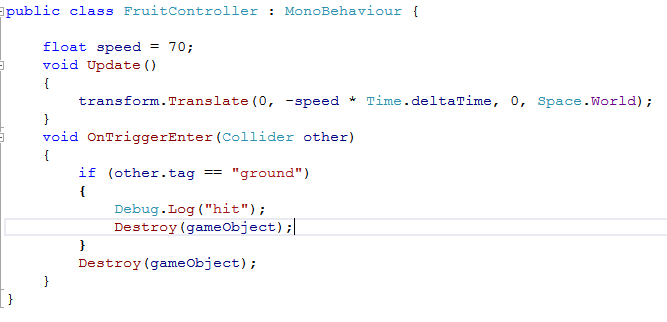 public class FruitController : MonoBehaviour {
float speed = 70;
void Update()
{
transform.Translate(0, -speed * Time.deltaTime, 0, Space.World);
}
void OnTriggerEnter(Collider other)
{
if (other.tag == "ground")
{
Debug.Log("hit");
Destroy(gameObject);
}
Destroy(gameObject);
}
}